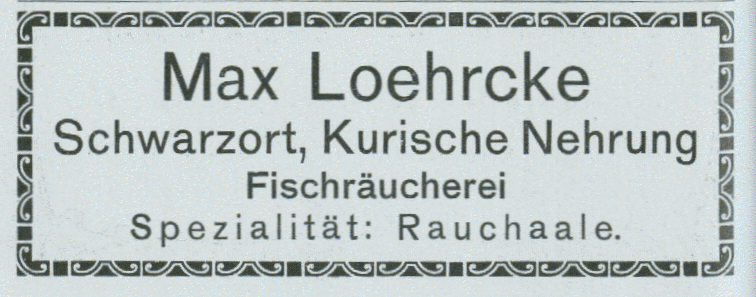 Max Loehrcke
Schwarzort, Kurische Nehrung
Fischräucherei
Spezialität: Rauchaale.